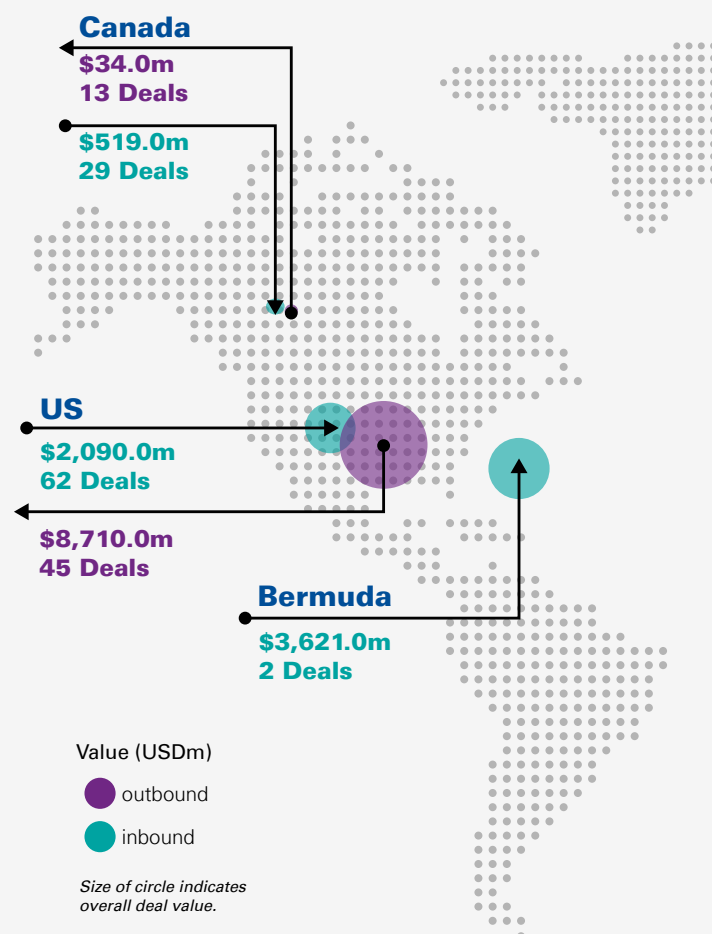 Canada
$34.0m
13 Deals
$519.0m
29 Deals
US
$2,090.0m
62 Deals
$8,710.0m
45 Deals
Bermuda
$3,621.0m
2 Deals
Value (USDm)
outbound
inbound
Size of circle indicates
overall deal value.